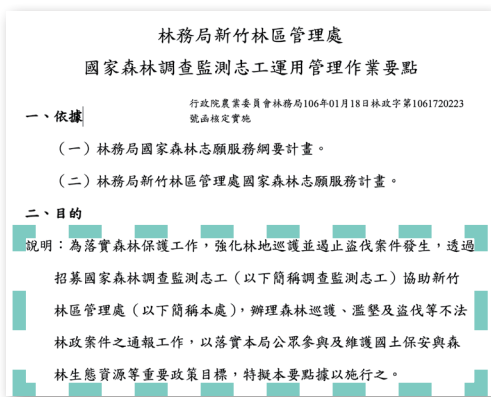 林務局新竹林區管理處
國家森林調查監測志工運用管理作業要點
行政院農業委員會林務局106年01月18日林政字第1061720223
號函核定實施
一、依據
（一）林務局國家森林志願服務綱要計畫。
（二）林務局新竹林區管理處國家森林志願服務計畫。
二、目的
說明：為落實森林保護工作，強化林地巡護並遏止盜伐案件發生，透過
招募國家森林調查監測志工（以下簡稱調查監測志工）協助新竹
林區管理處（以下簡稱本處），辦理森林巡護、濫墾及盜伐等不法
林政案件之通報工作，以落實本局公眾參與及維護國土保安與森
林生態資源等重要政策目標，特擬本要點據以施行之。